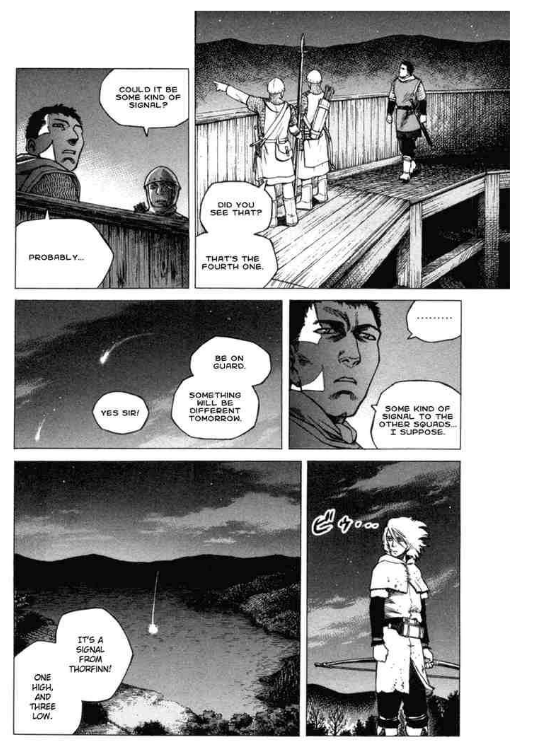 DID YOU
SEE THAT?
THAT'S THE
FOURTH ONE.
COULD IT BE
SOME KIND OF
SIGNAL?
PROBABLY...
.........
SOME KIND OF
SIGNAL TO THE
OTHER SQUADS...
I SUPPOSE.
BE ON
GUARD.
SOMETHING
WILL BE
DIFFERENT
TOMORROW.
YES SIR!
ビゥ...
IT'S A
SIGNAL
FROM
THORFINN!
ONE
HIGH,
AND
THREE
LOW.